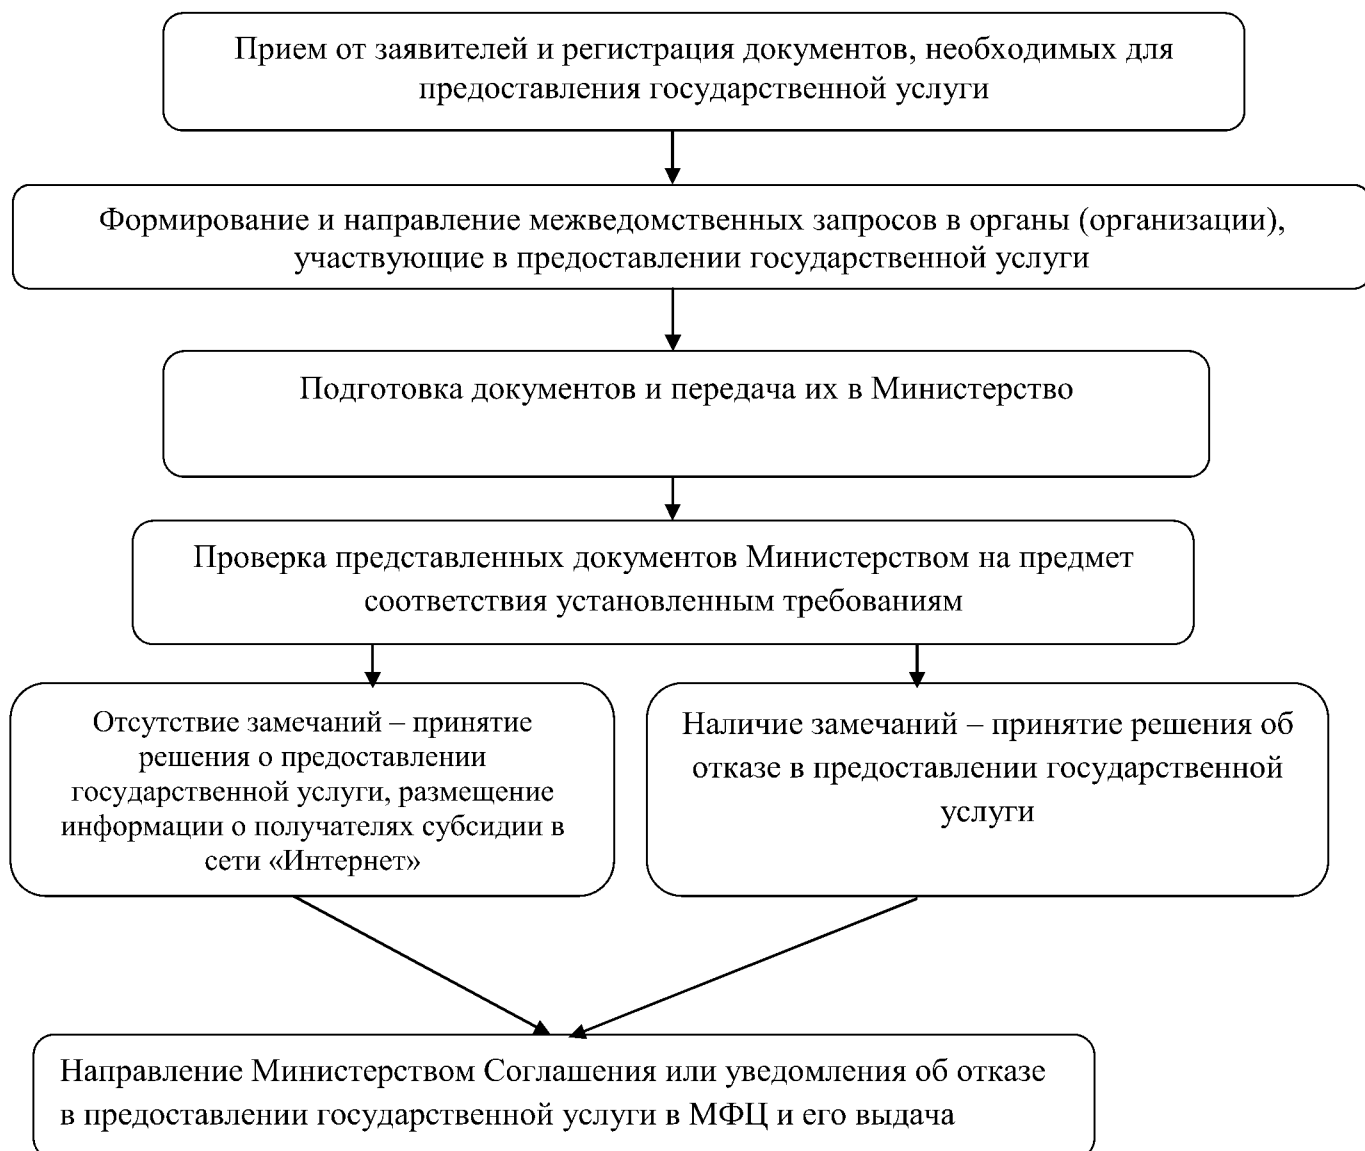 Прием от заявителей и регистрация документов, необходимых для
предоставления государственной услуги
Формирование и направление межведомственных запросов в органы (организации),
участвующие в предоставлении государственной услуги
Подготовка документов и передача их в Министерство
Проверка представленных документов Министерством на предмет
соответствия установленным требованиям
Отсутствие замечаний – принятие
решения о предоставлении
государственной услуги, размещение
информации о получателях субсидии в
сети «Интернет»
Наличие замечаний – принятие решения об
отказе в предоставлении государственной
услуги
Направление Министерством Соглашения или уведомления об отказе
в предоставлении государственной услуги в МФЦ и его выдача